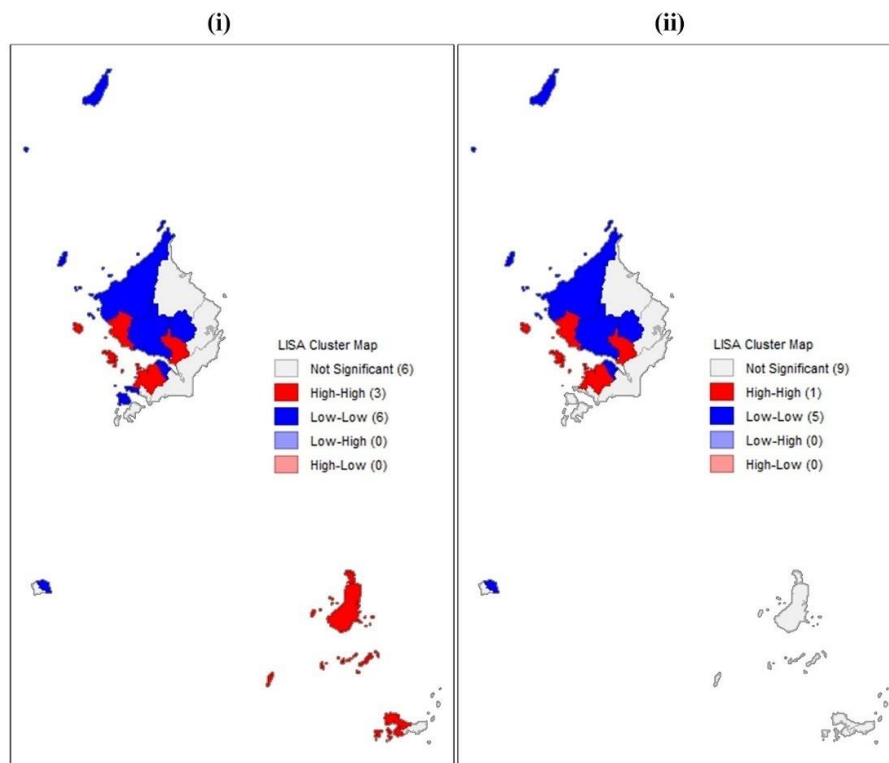 (i)
(ii)
LISA Cluster Map
Not Significant (6)
High-High (3)
Low-Low (6)
Low-High (0)
High-Low (0)
LISA Cluster Map
Not Significant (9)
High-High (1)
Low-Low (5)
Low-High (0)
High-Low (0)